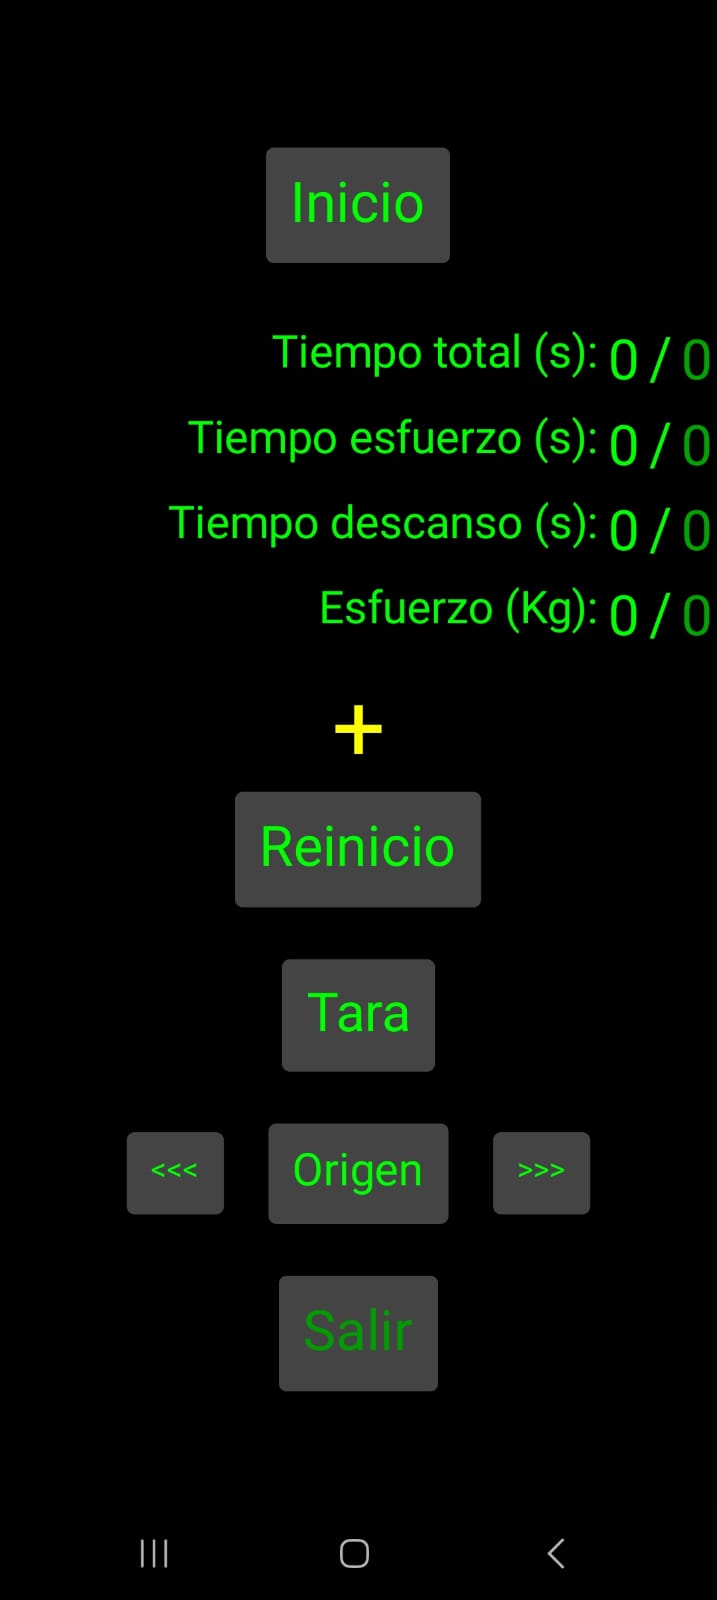 Inicio
Tiempo total (s): 0 / 0
Tiempo esfuerzo (s): 0 / 0
Tiempo descanso (s): 0 / 0
Esfuerzo (Kg): 0 / 0
+
Reinicio
Tara
<<< Origen >>>
Salir